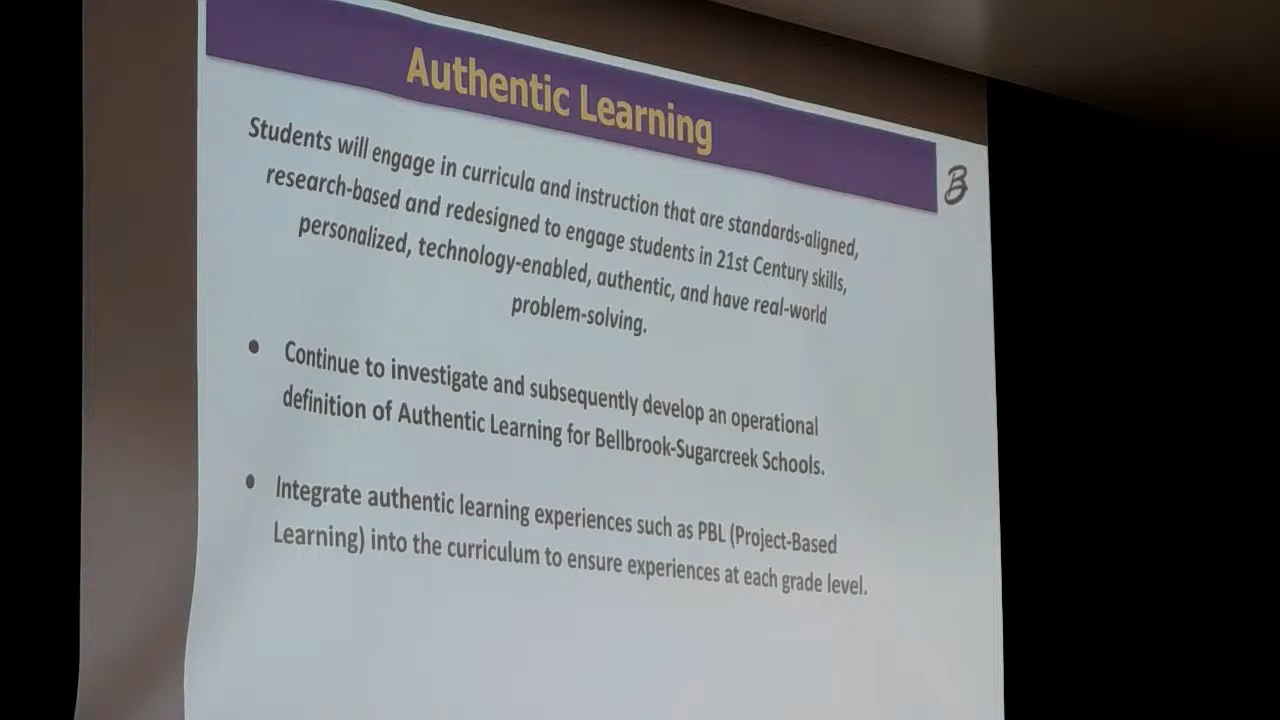 Authentic Learning
B
Students will engage in curricula and instruction that are standards-aligned,
research-based and redesigned to engage students in 21st Century skills,
personalized, technology-enabled, authentic, and have real-world
problem-solving.
● Continue to investigate and subsequently develop an operational
definition of Authentic Learning for Bellbrook-Sugarcreek Schools.
● Integrate authentic learning experiences such as PBL (Project-Based
Learning) into the curriculum to ensure experiences at each grade level.